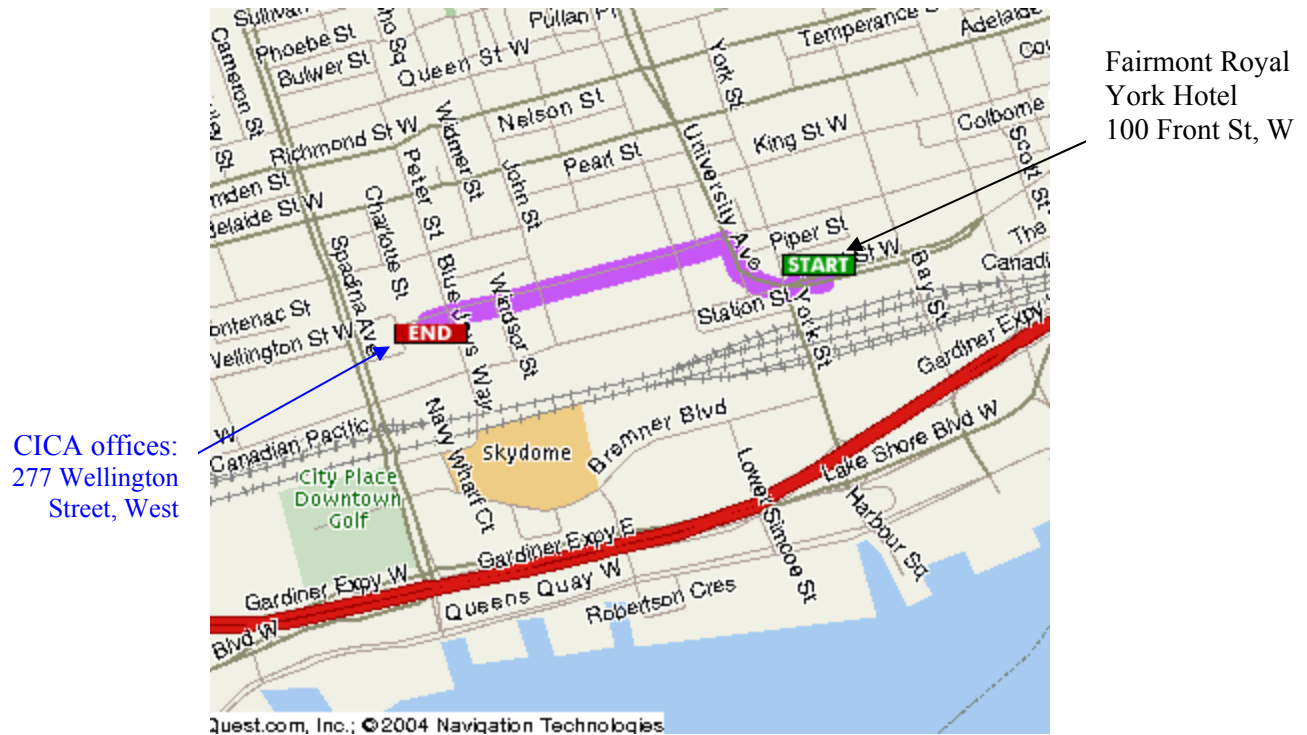 Sullivan
Phoebe St
Bulwer St
Cameron St
Soho Sq
Queen St W
Pullan Pl
York St
Temperance
Adelaide
Fairmont Royal
York Hotel
100 Front St, W
Richmond St W
Widmer St
Nelson St
King St W
Colborne
Scott St
Pearl St
University Ave
John St
Peter St
Charlotte St
Adelaide St W
Spadina Ave
Piper St
START
St W
Bay St
The
Canadi
Station St
York St
Blue Jays Way
Windsor St
END
Wellington St W
Gardiner Expy
CICA offices:
277 Wellington
Street, West
W
Canadian Pacific
Navy Wharf Ct
Skydome
Bremner Blvd
Lake Shore Blvd W
City Place
Downtown
Golf
Lower Simcoe St
Harbour Sq
Gardiner Expy E
Gardiner Expy W
Queens Quay W
Robertson Cres
Blvd W
Quest.com, Inc.; ©2004 Navigation Technologies